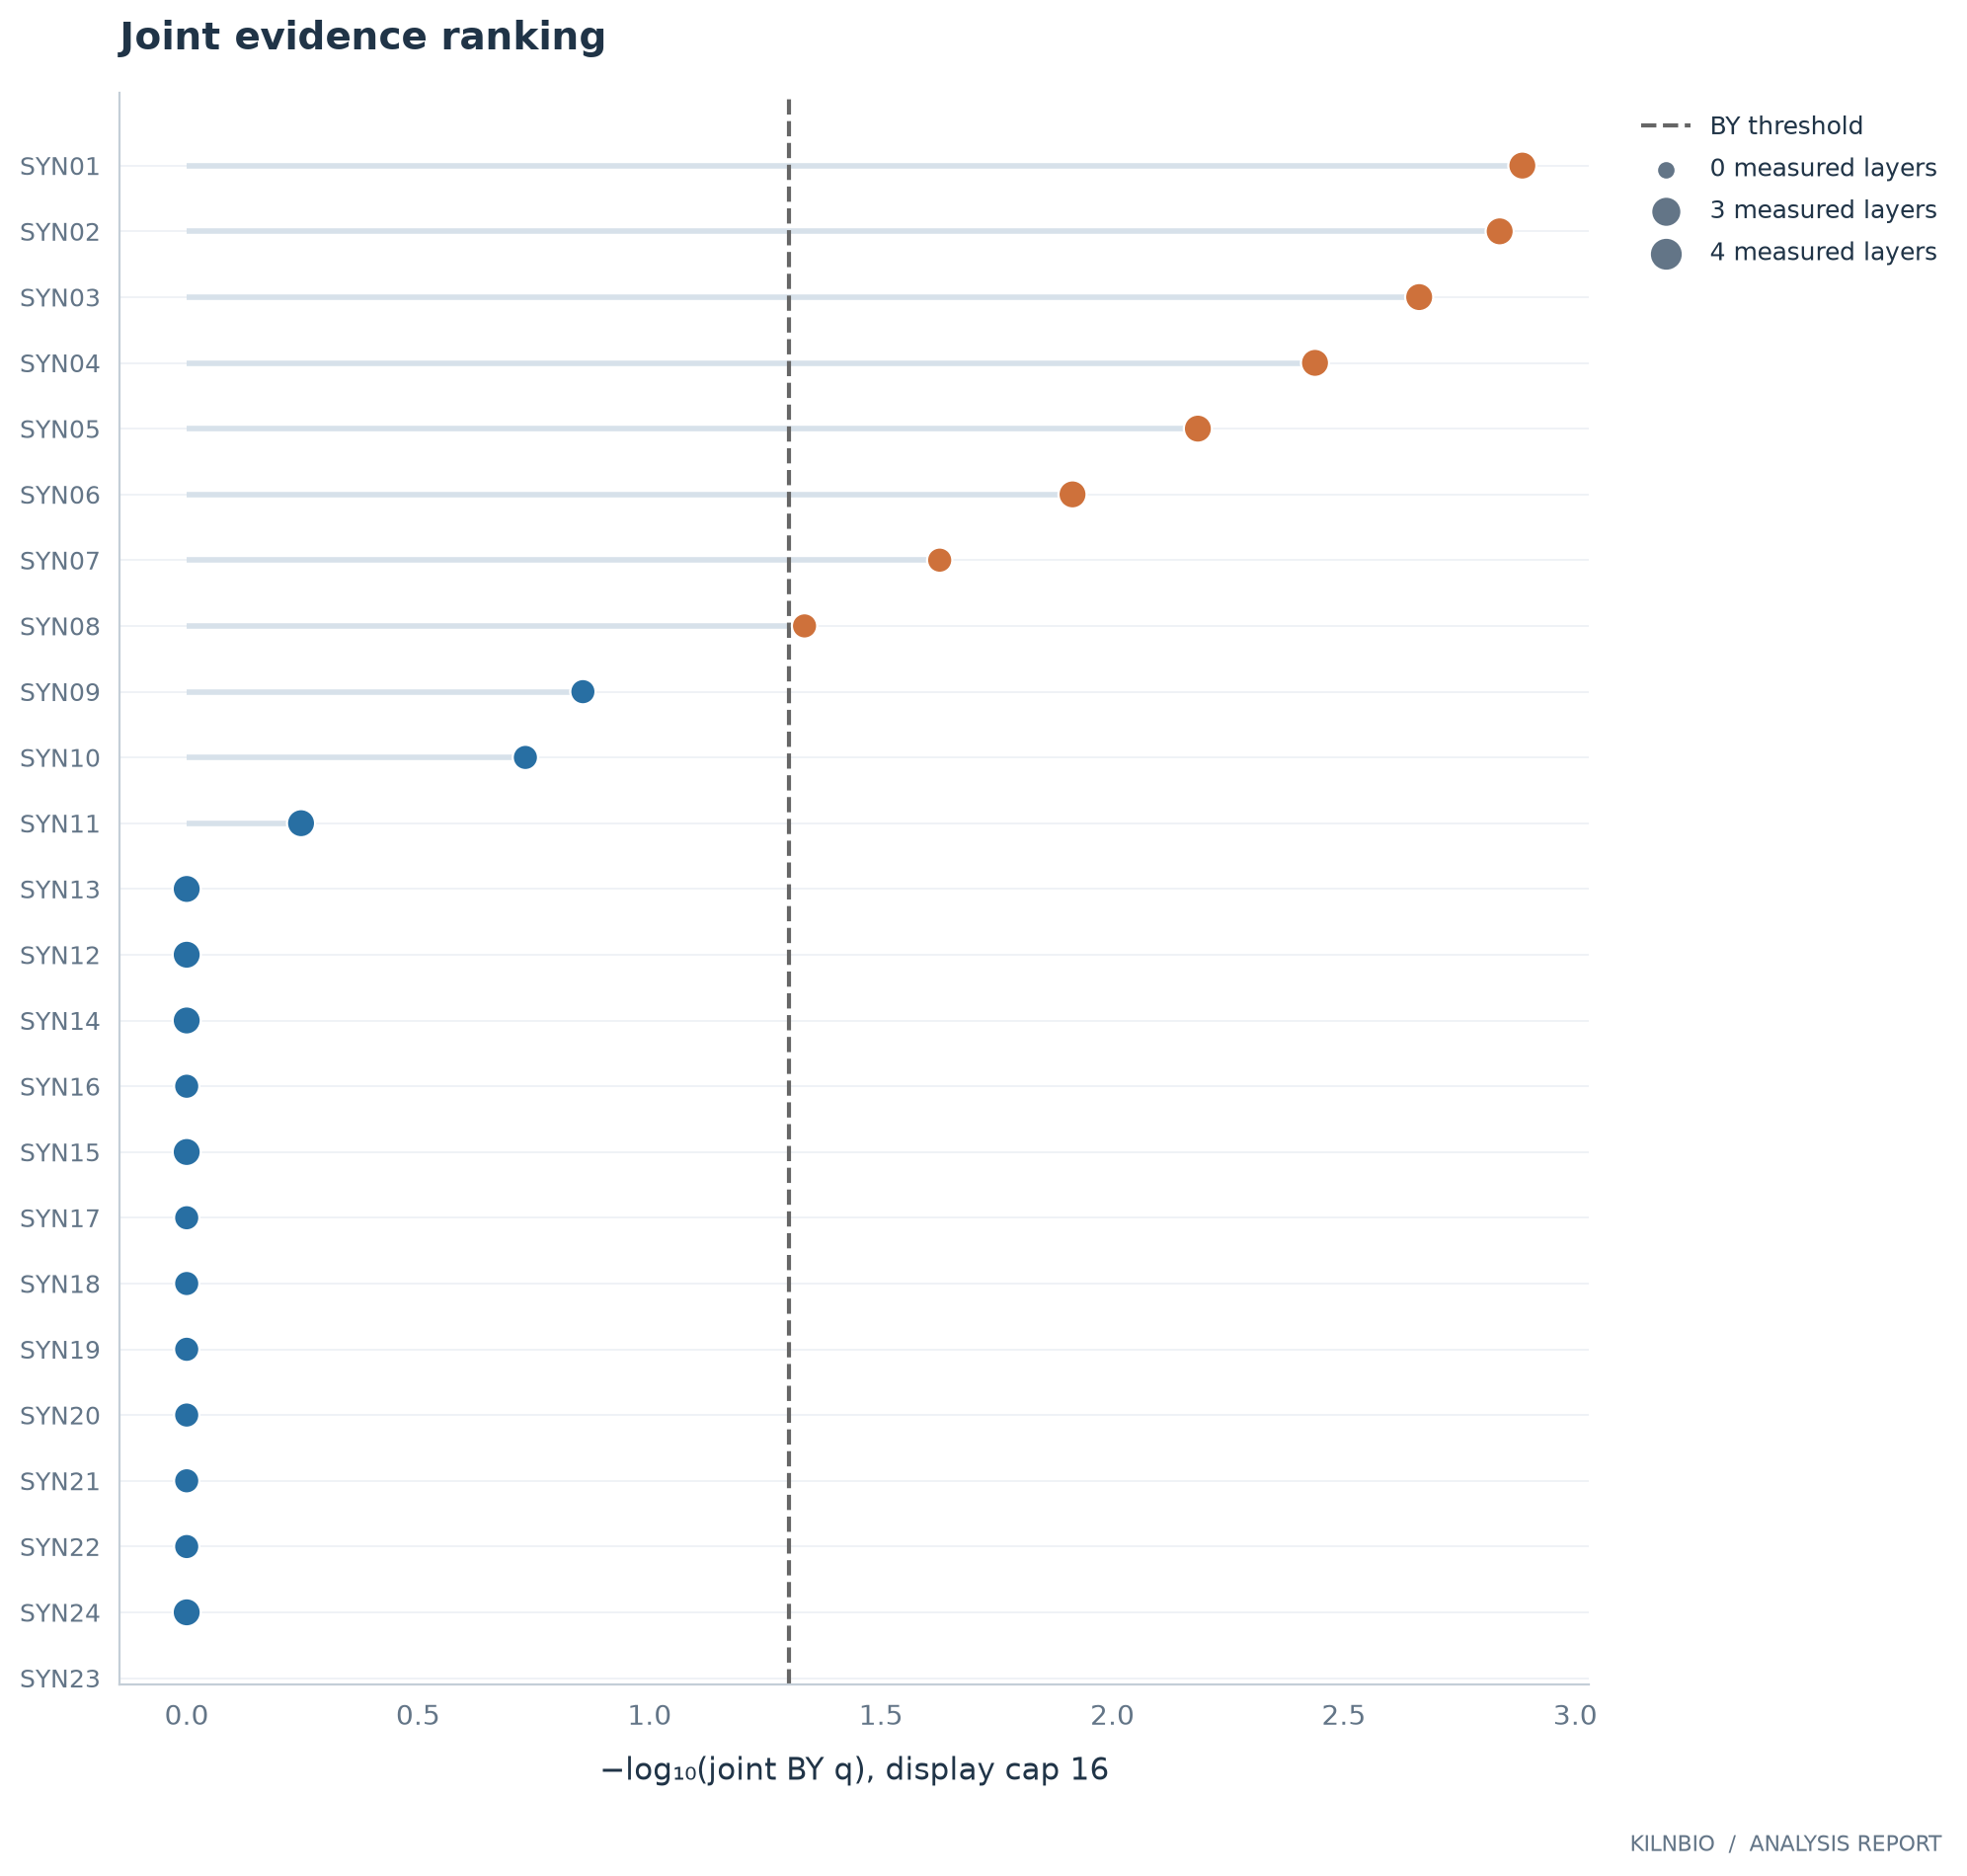 Joint evidence ranking
BY threshold
0 measured layers
3 measured layers
4 measured layers
SYN01
SYN02
SYN03
SYN04
SYN05
SYN06
SYN07
SYN08
SYN09
SYN10
SYN11
SYN13
SYN12
SYN14
SYN16
SYN15
SYN17
SYN18
SYN19
SYN20
SYN21
SYN22
SYN24
SYN23
0.0 0.5 1.0 1.5 2.0 2.5 3.0
−log₁₀(joint BY q), display cap 16
KILNBIO / ANALYSIS REPORT